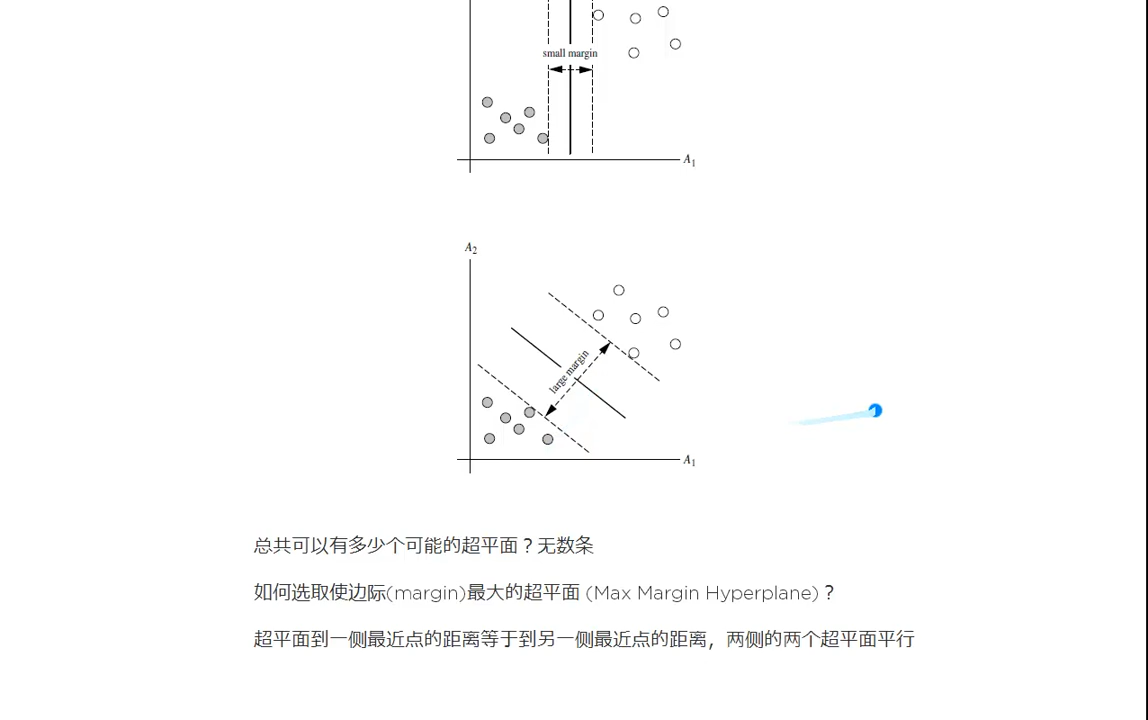 small margin
A1
A2
large margin
A1
总共可以有多少个可能的超平面？无数条
如何选取使边际(margin)最大的超平面 (Max Margin Hyperplane)？
超平面到一侧最近点的距离等于到另一侧最近点的距离，两侧的两个超平面平行